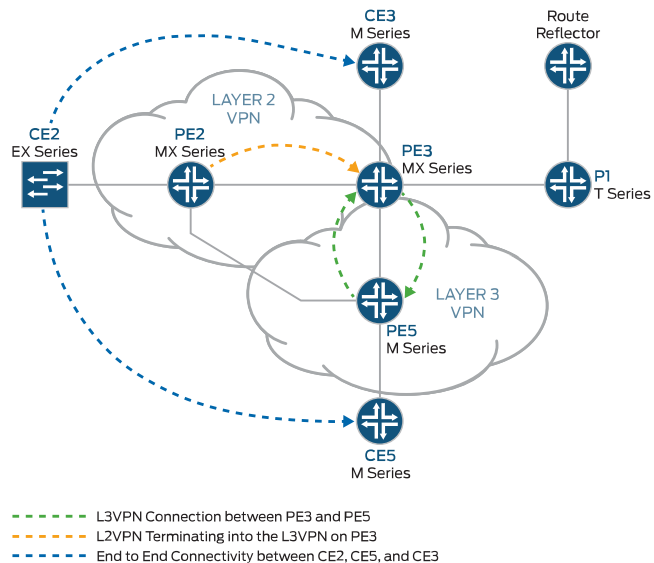 CE3
M Series
Route
Reflector
LAYER 2
VPN
CE2
EX Series
PE2
MX Series
PE3
MX Series
P1
T Series
LAYER 3
VPN
PE5
M Series
CE5
M Series
L3VPN Connection between PE3 and PE5
L2VPN Terminating into the L3VPN on PE3
End to End Connectivity between CE2, CE5, and CE3